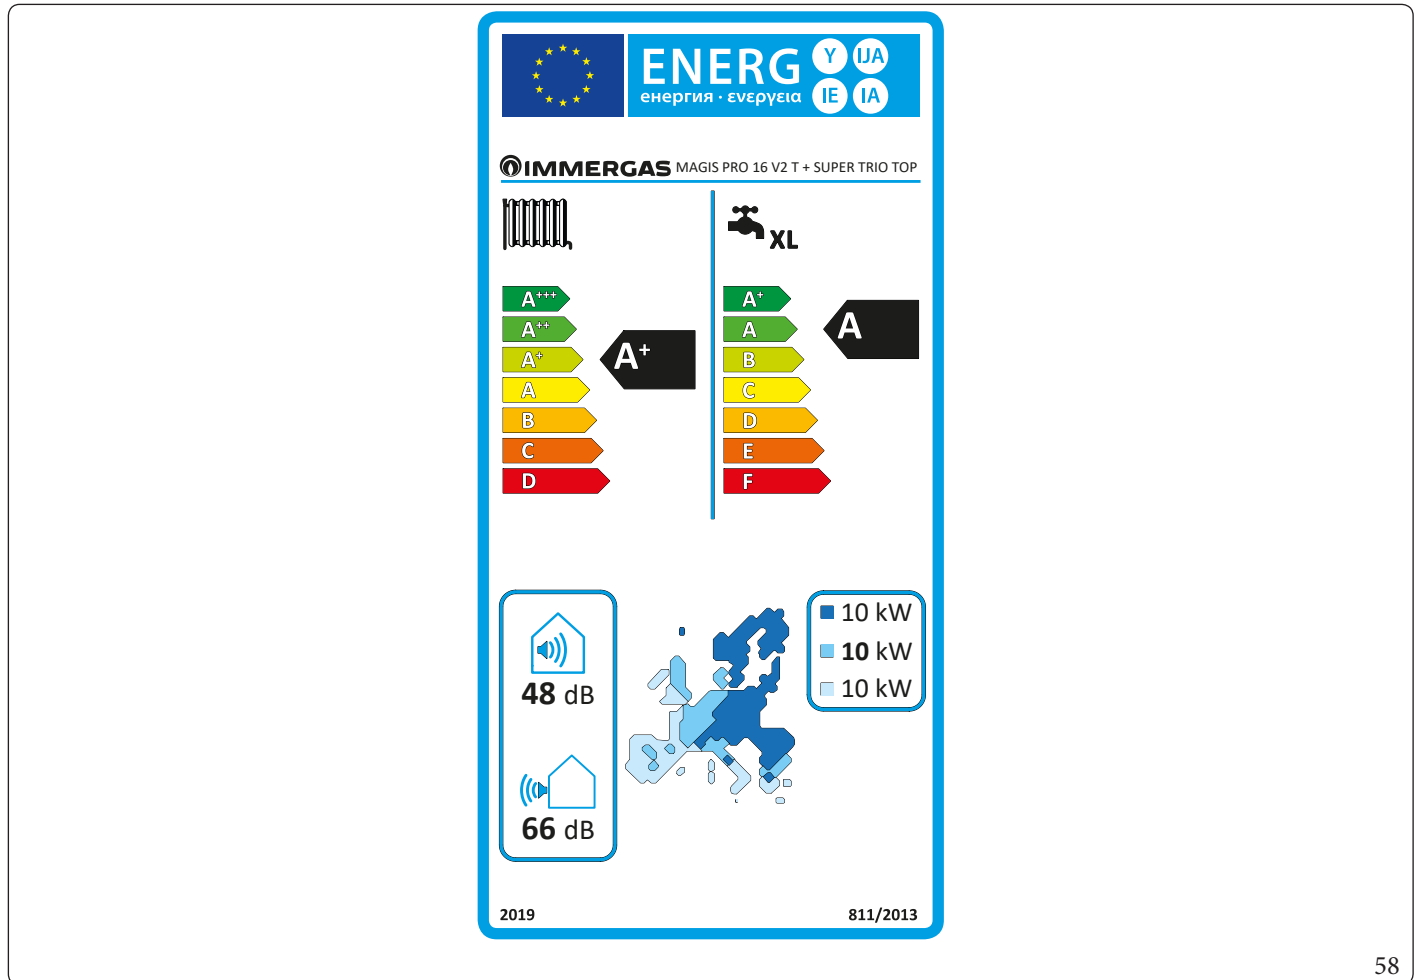 ENERG Y IJA
енергия · ενεργεια IE IA
IMMERGAS MAGIS PRO 16 V2 T + SUPER TRIO TOP
XL
A+++
A++
A+
A
B
C
D
A+
A+
A
B
C
D
E
F
A
48 dB
66 dB
10 kW
10 kW
10 kW
2019
811/2013
58